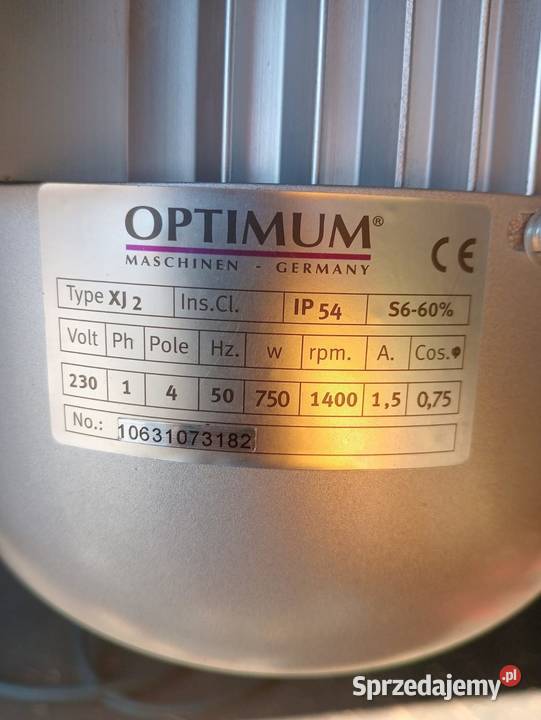 OPTIMUM®
MASCHINEN - GERMANY
CE
Type XJ 2 Ins.Cl. IP 54 S6-60%
Volt Ph Pole Hz. w rpm. A. Cos.
230 1 4 50 750 1400 1,5 0,75
No.: 10631073182
Sprzedajemy.pl